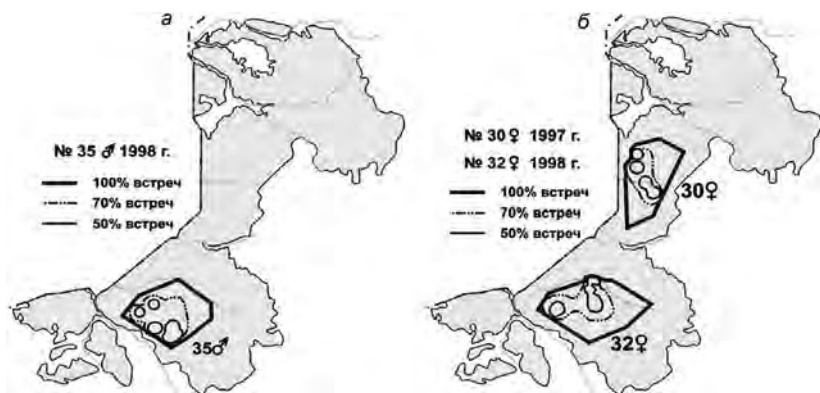 а
№ 35 ♂ 1998 г.
100% встреч
70% встреч
50% встреч
35♂
б
№ 30 ♀ 1997 г.
№ 32 ♀ 1998 г.
100% встреч
70% встреч
50% встреч
30♀
32♀